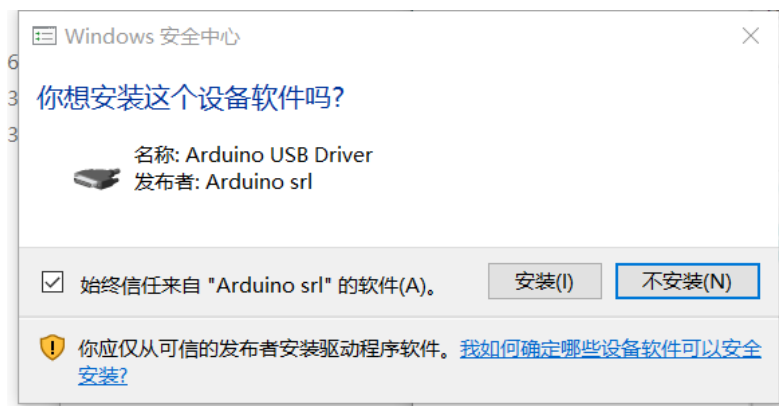 Windows 安全中心
6
3
3
你想安装这个设备软件吗?
名称: Arduino USB Driver
发布者: Arduino srl
始终信任来自 "Arduino srl" 的软件(A)。
安装(I)
不安装(N)
你应仅从可信的发布者安装驱动程序软件。我如何确定哪些设备软件可以安全
安装?